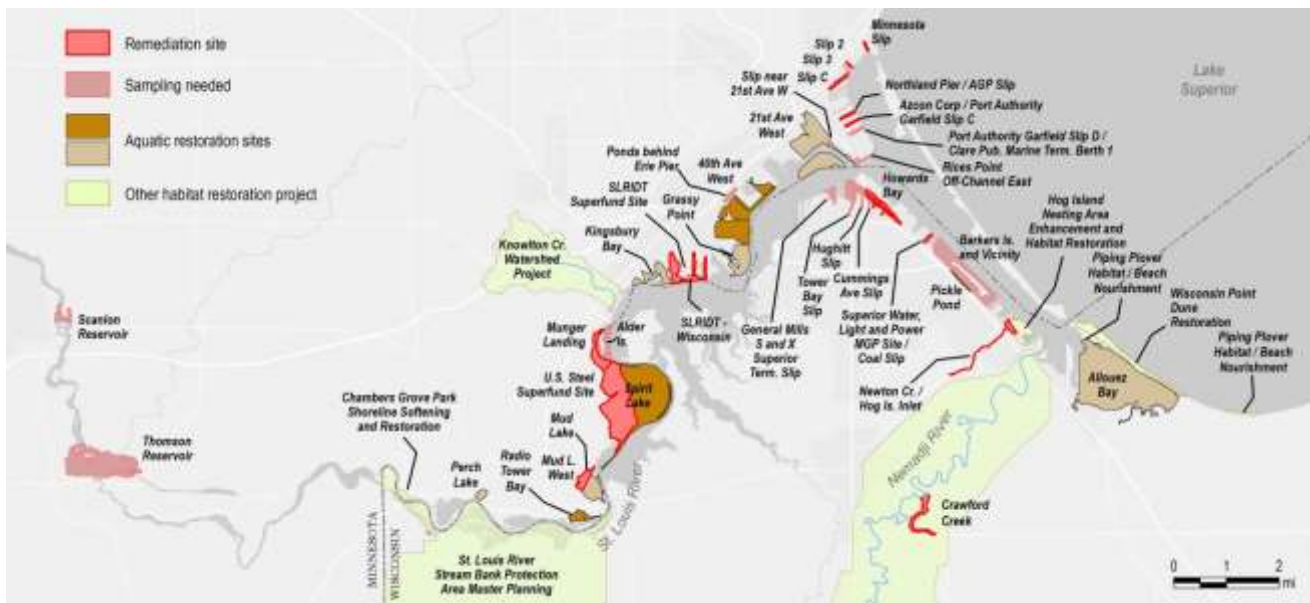 Remediation site
Sampling needed
Aquatic restoration sites
Other habitat restoration project
Minnesota
Slip
Slip 2
Slip 3
Slip C
Slip near
21st Ave W
21st Ave
West
Northland Pier / AGP Slip
Azcon Corp / Port Authority
Garfield Slip C
Port Authority Garfield Slip D /
Clare Pub. Marine Term. Berth 1
Rices Point
Off-Channel East
Lake
Superior
Ponds behind
Erie Pier
40th Ave
West
SLRIDT
Superfund Site
Grassy
Point
Kingsbury
Bay
Knowlton Cr.
Watershed
Project
Howards
Bay
Hog Island
Nesting Area
Enhancement and
Habitat Restoration
Barkers Is.
and Vicinity
Piping Plover
Habitat / Beach
Nourishment
Wisconsin Point
Dune
Restoration
Piping Plover
Habitat / Beach
Nourishment
Hughitt
Slip
Cummings
Ave Slip
Tower
Bay
Slip
General Mills
S and X
Superior
Term. Slip
Pickle
Pond
Superior Water,
Light and Power
MGP Site /
Coal Slip
Newton Cr. /
Hog Is. Inlet
Allouez
Bay
SLRIDT -
Wisconsin
Munger
Landing
Alder
Is.
Scanlon
Reservoir
U.S. Steel
Superfund Site
Spirit
Lake
Chambers Grove Park
Shoreline Softening
and Restoration
Mud
Lake
Mud L.
West
Thomson
Reservoir
Perch
Lake
Radio
Tower
Bay
St. Louis River
Nemadji River
Crawford
Creek
MINNESOTA
WISCONSIN
St. Louis River
Stream Bank Protection
Area Master Planning
0 1 2
mi